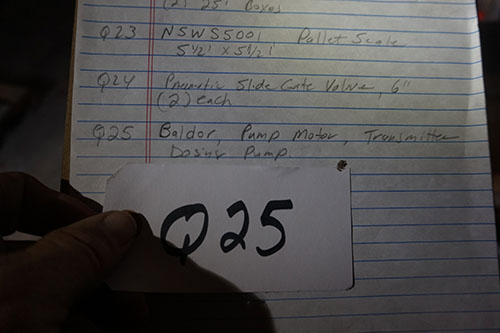 (2) 25' Boxes
Q23 NSWS5001 Pallet Scale
5 1/2' x 5 1/2'
Q24 Pnematic Slide Gate Valve, 6"
(2) each
Q25 Baldor, Pump Motor, Transmitter
Dosing Pump
Q25